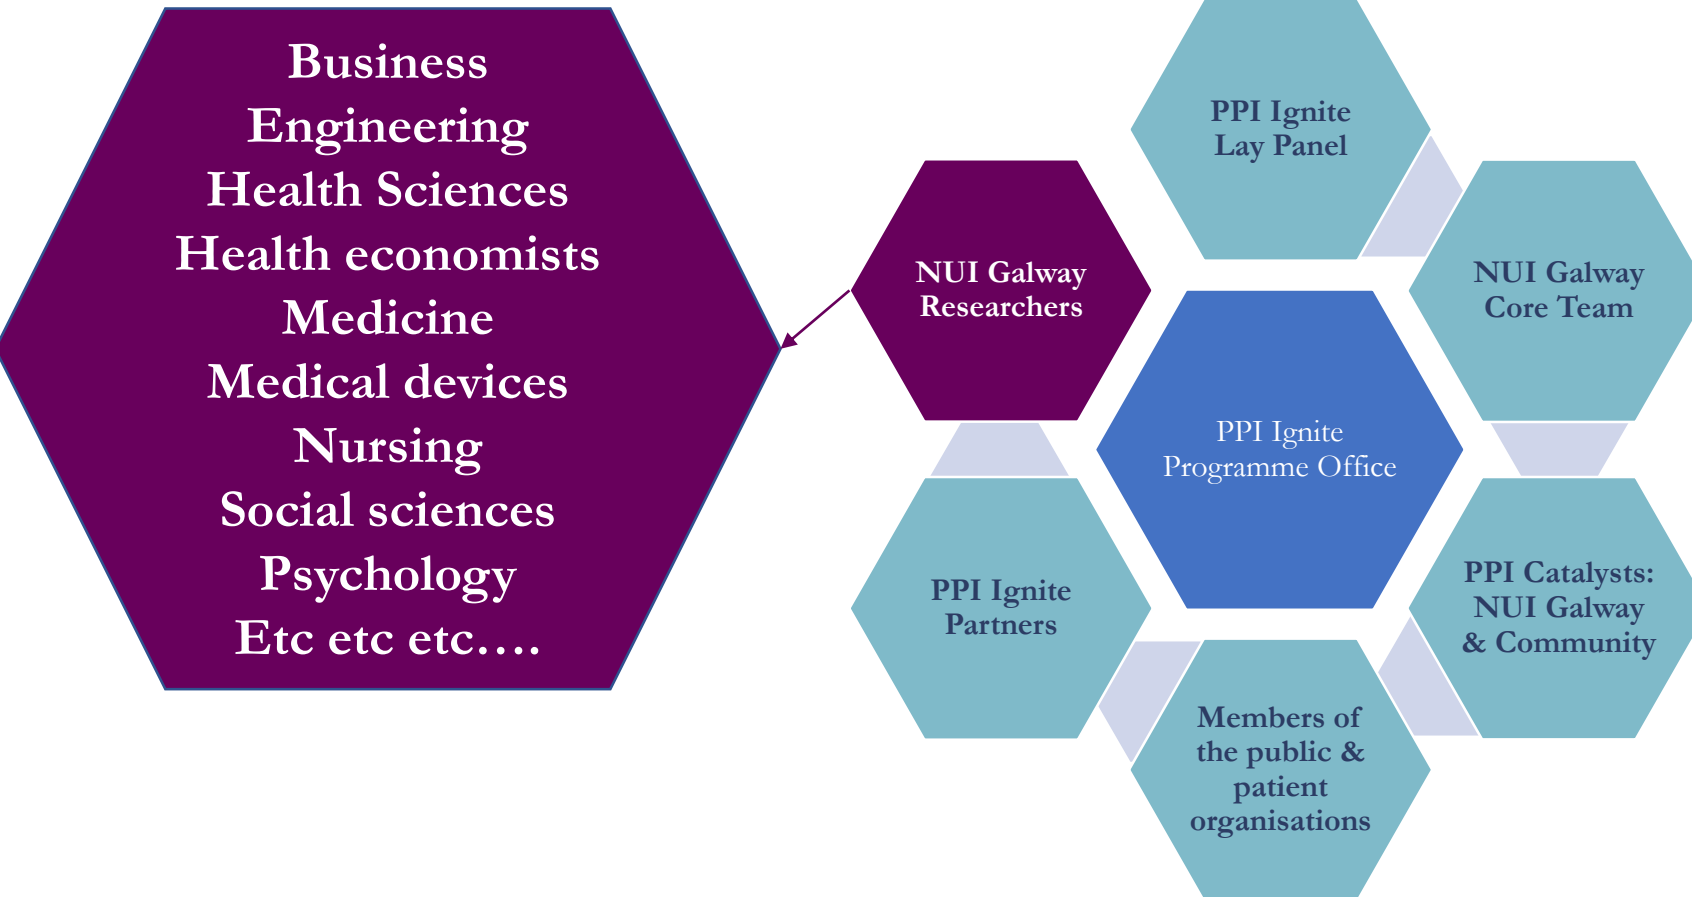 Business
Engineering
Health Sciences
Health economists
Medicine
Medical devices
Nursing
Social sciences
Psychology
Etc etc etc….
PPI Ignite
Lay Panel
NUI Galway
Researchers
NUI Galway
Core Team
PPI Ignite
Programme Office
PPI Ignite
Partners
PPI Catalysts:
NUI Galway
& Community
Members of
the public &
patient
organisations